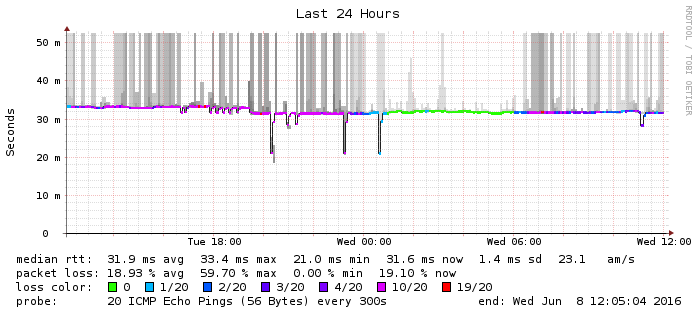 Last 24 Hours
RRDTOOL / TOBI OETIKER
Seconds
50 m
40 m
30 m
20 m
10 m
0
Tue 18:00 Wed 00:00 Wed 06:00 Wed 12:00
median rtt: 31.9 ms avg 33.4 ms max 21.0 ms min 31.6 ms now 1.4 ms sd 23.1 am/s
packet loss: 18.93 % avg 59.70 % max 0.00 % min 19.10 % now
loss color: 0 1/20 2/20 3/20 4/20 10/20 19/20
probe: 20 ICMP Echo Pings (56 Bytes) every 300s end: Wed Jun 8 12:05:04 2016